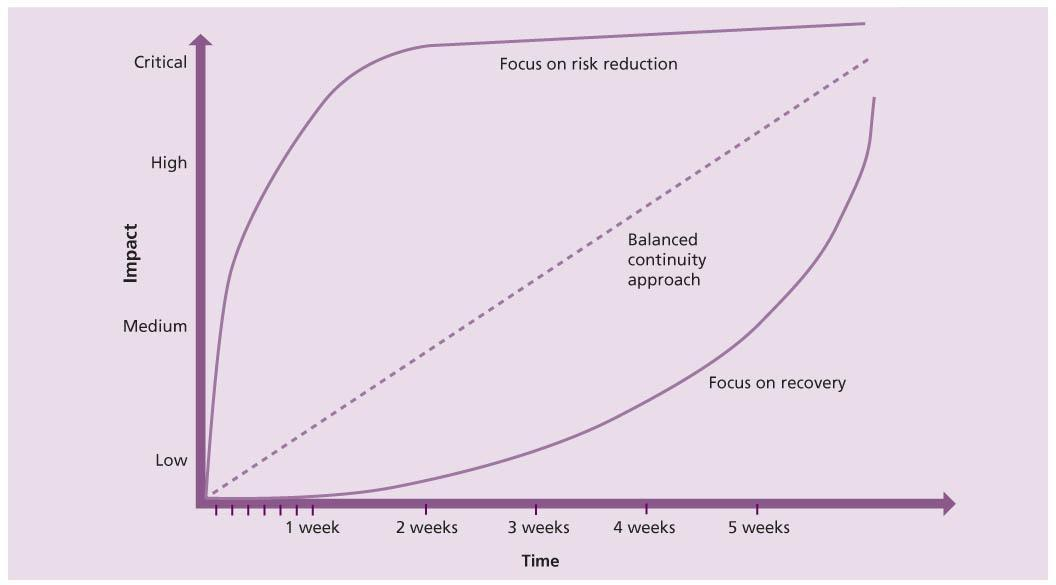 Critical
Focus on risk reduction
High
Impact
Balanced
continuity
approach
Medium
Focus on recovery
Low
1 week
2 weeks
3 weeks
4 weeks
5 weeks
Time